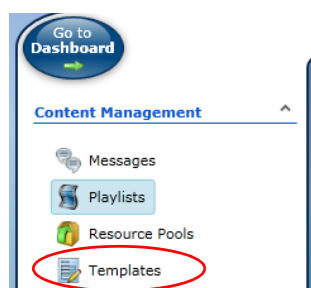 Go to
Dashboard
Content Management
Messages
Playlists
Resource Pools
Templates